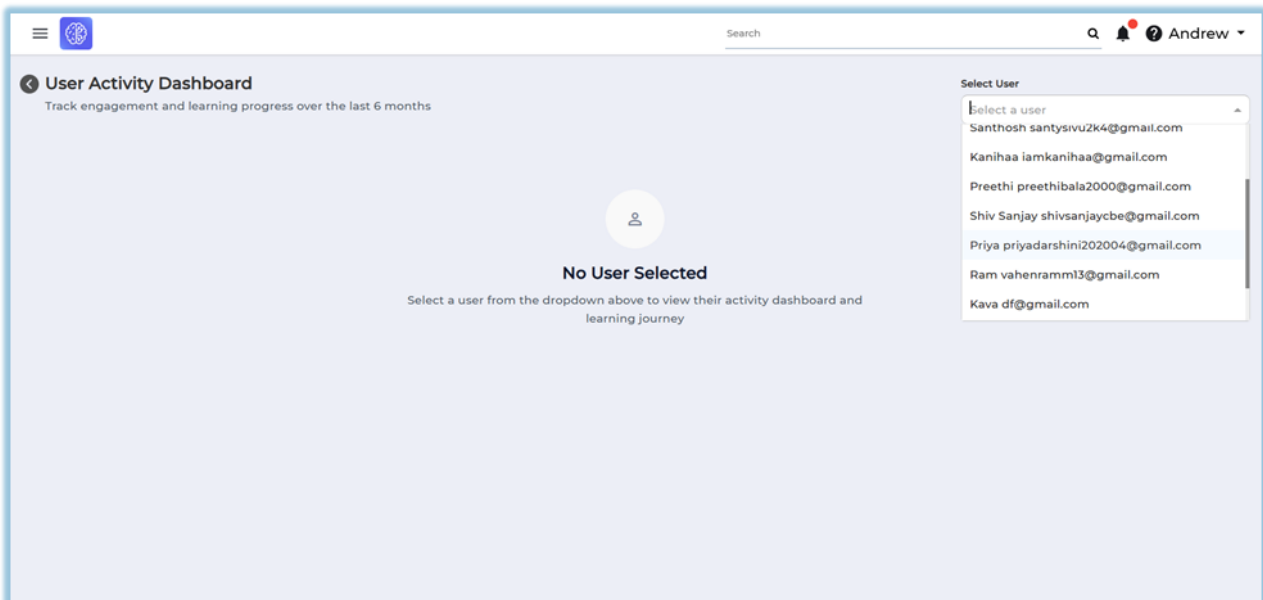 Search
Andrew
User Activity Dashboard
Track engagement and learning progress over the last 6 months
Select User
Select a user
Santhosh santysivu2k4@gmail.com
Kanihaa iamkanihaa@gmail.com
Preethi preethibala2000@gmail.com
Shiv Sanjay shivsanjaycbe@gmail.com
Priya priyadarshini202004@gmail.com
Ram vahenramm13@gmail.com
Kava df@gmail.com
No User Selected
Select a user from the dropdown above to view their activity dashboard and
learning journey